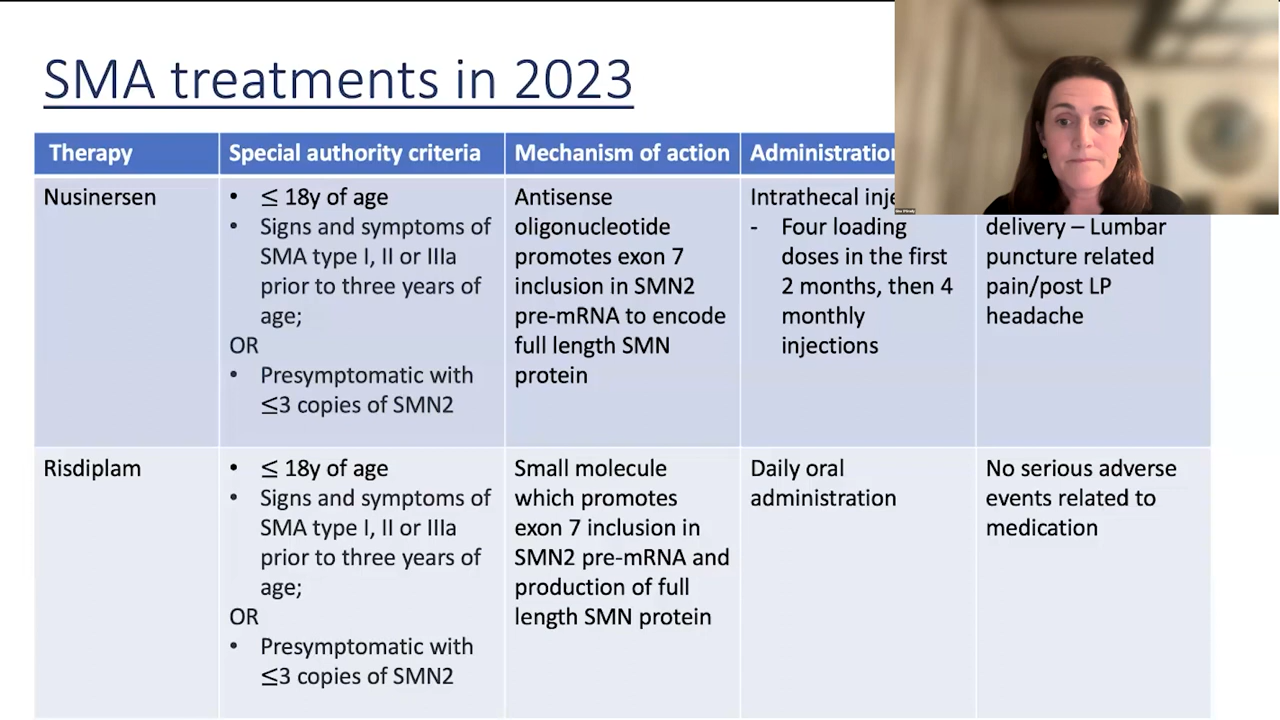 SMA treatments in 2023
Therapy
Special authority criteria
Mechanism of action
Administration
Nusinersen
• ≤ 18y of age
• Signs and symptoms of
SMA type I, II or IIIa
prior to three years of
age;
OR
• Presymptomatic with
≤3 copies of SMN2
Antisense
oligonucleotide
promotes exon 7
inclusion in SMN2
pre-mRNA to encode
full length SMN
protein
Intrathecal
- Four loading
doses in the first
2 months, then 4
monthly
injections
delivery – Lumbar
puncture related
pain/post LP
headache
Risdiplam
• ≤ 18y of age
• Signs and symptoms of
SMA type I, II or IIIa
prior to three years of
age;
OR
• Presymptomatic with
≤3 copies of SMN2
Small molecule
which promotes
exon 7 inclusion in
SMN2 pre-mRNA and
production of full
length SMN protein
Daily oral
administration
No serious adverse
events related to
medication